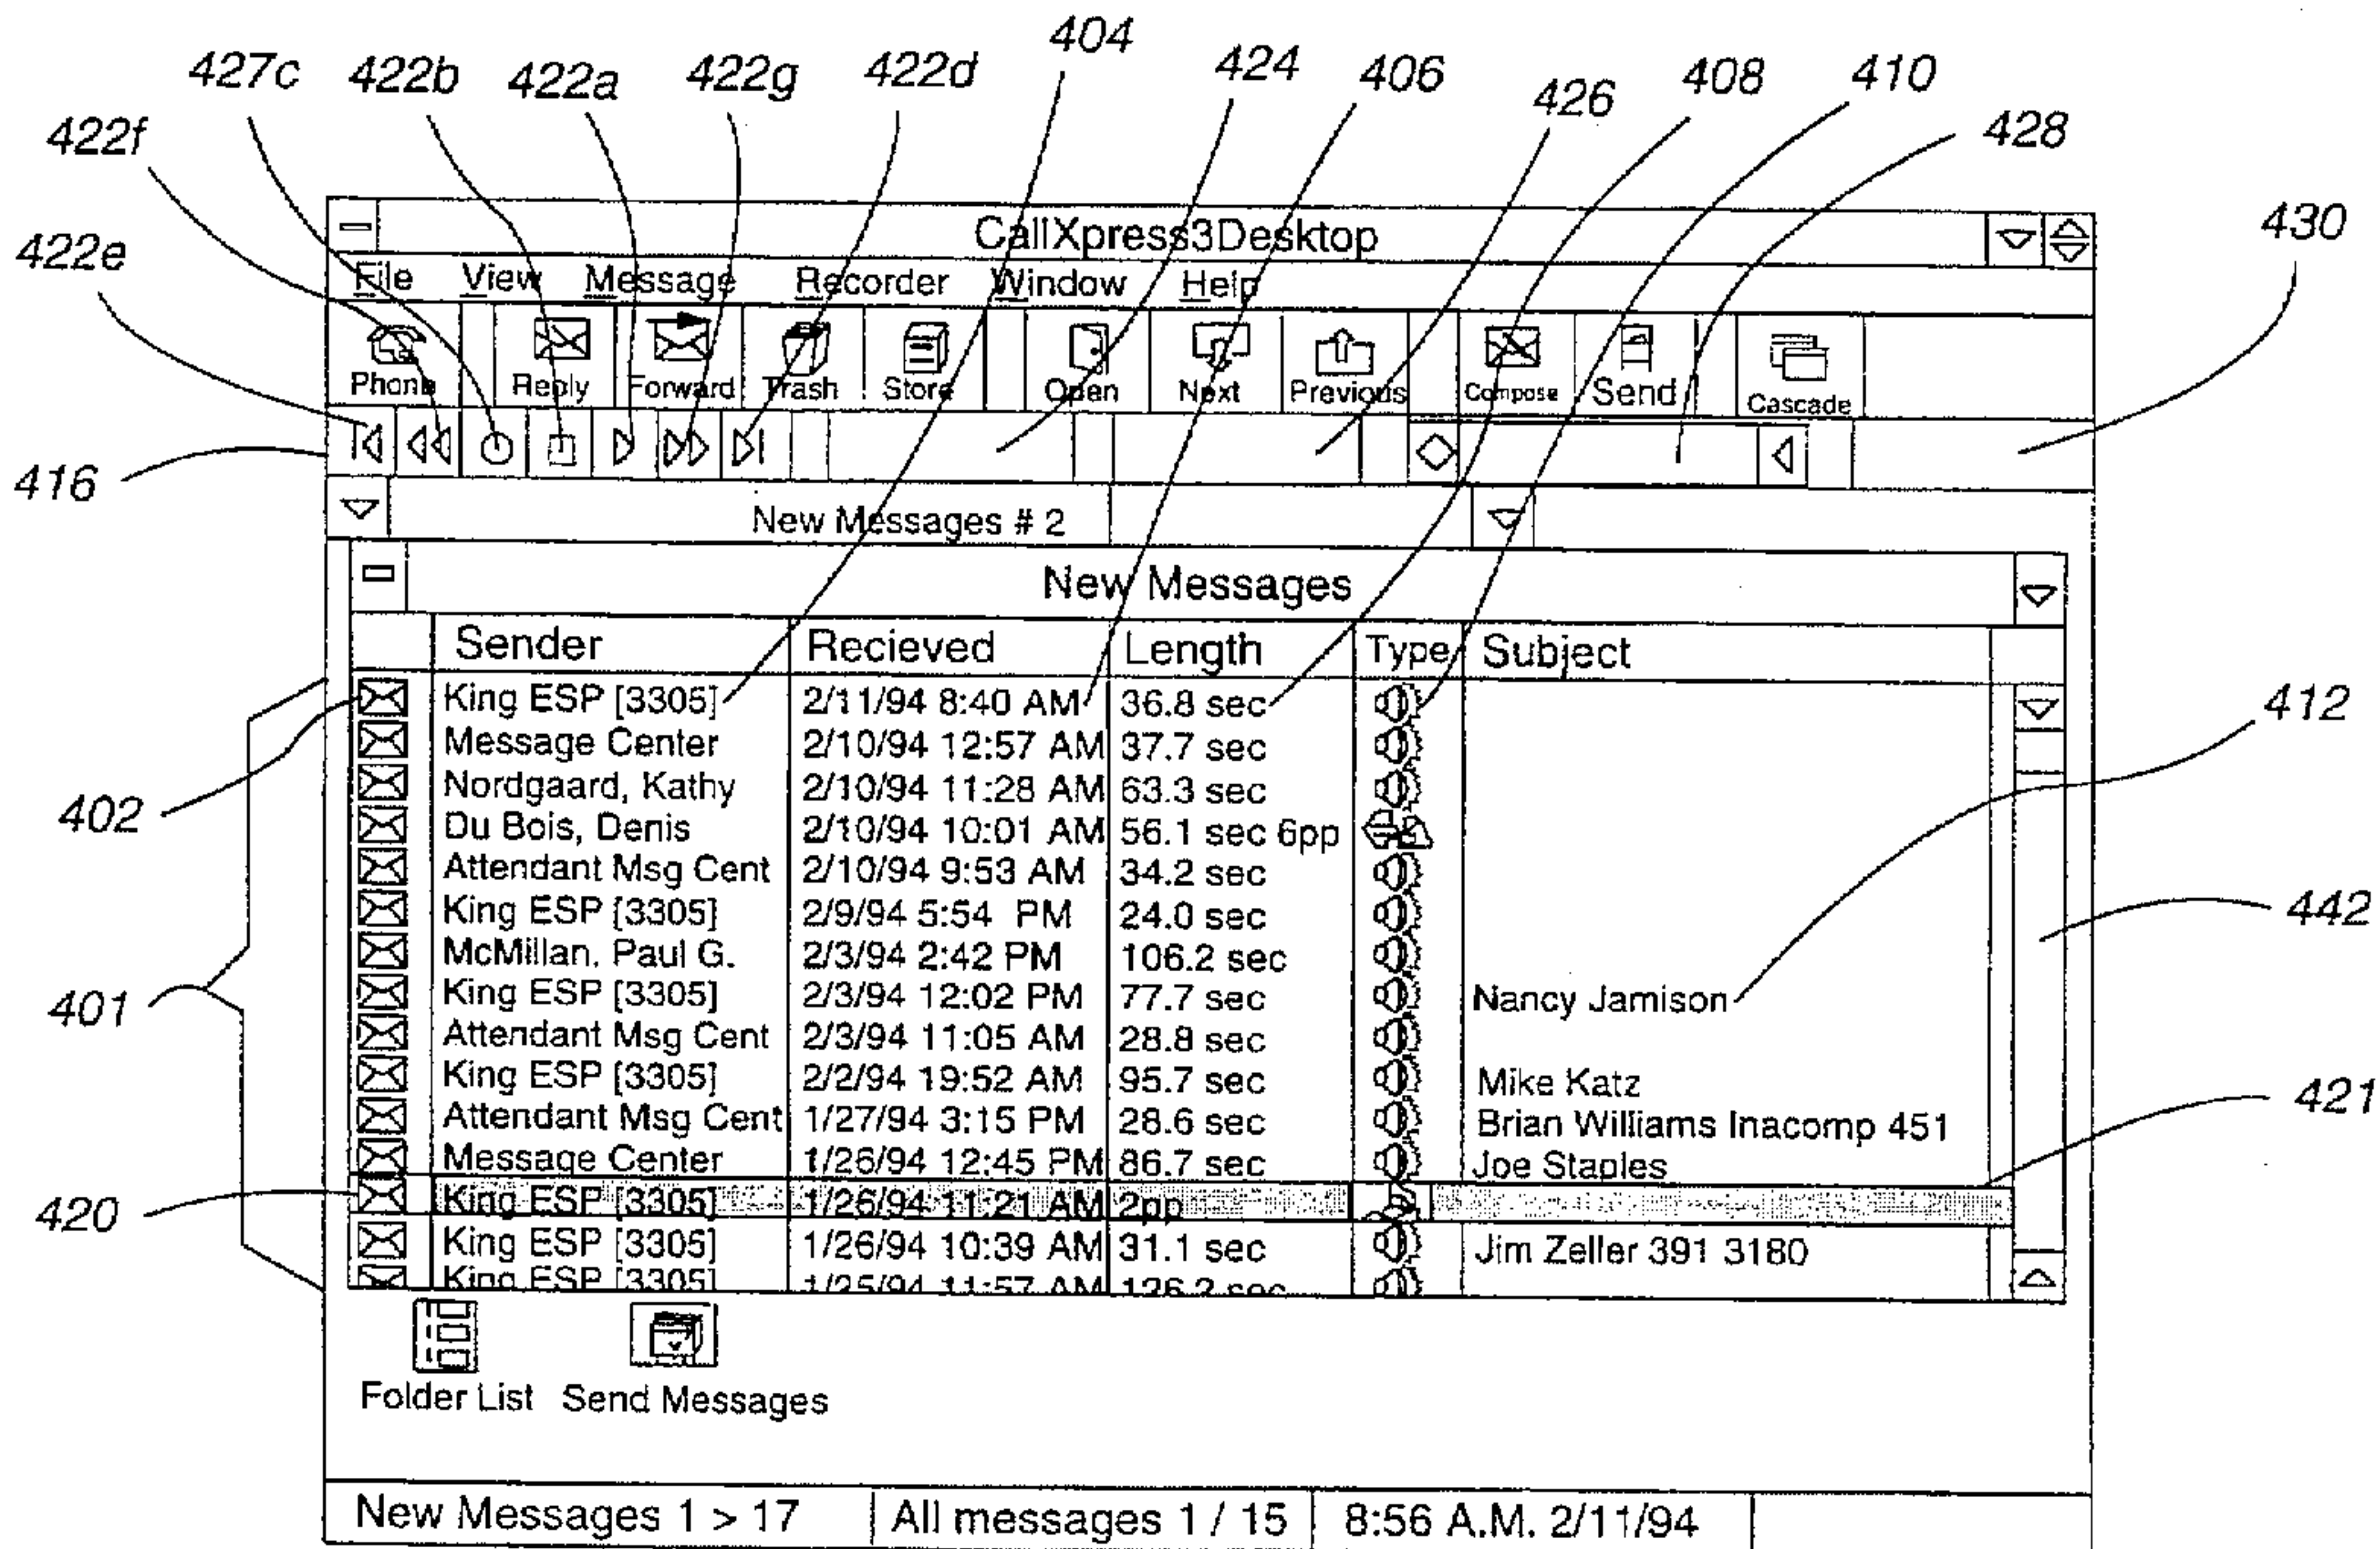 404
427c 422b 422a 422g 422d 424 406 426 408 410
422f 428
430
422e
CallXpress3Desktop
File View Message Recorder Window Help
Phone Reply Forward Trash Store Open Next Previous Compose Send Cascade
416
New Messages # 2
New Messages
Sender Recieved Length Type Subject
King ESP [3305] 2/11/94 8:40 AM 36.8 sec
412
Message Center 2/10/94 12:57 AM 37.7 sec
Nordgaard, Kathy 2/10/94 11:28 AM 63.3 sec
402
Du Bois, Denis 2/10/94 10:01 AM 56.1 sec 6pp
Attendant Msg Cent 2/10/94 9:53 AM 34.2 sec
King ESP [3305] 2/9/94 5:54 PM 24.0 sec
442
McMillan, Paul G. 2/3/94 2:42 PM 106.2 sec
King ESP [3305] 2/3/94 12:02 PM 77.7 sec Nancy Jamison
401
Attendant Msg Cent 2/3/94 11:05 AM 28.8 sec
King ESP [3305] 2/2/94 19:52 AM 95.7 sec Mike Katz
421
Attendant Msg Cent 1/27/94 3:15 PM 28.6 sec Brian Williams Inacomp 451
Message Center 1/26/94 12:45 PM 86.7 sec Joe Staples
King ESP [3305] 1/26/94 11:21 AM 2pp
420
King ESP [3305] 1/26/94 10:39 AM 31.1 sec Jim Zeller 391 3180
King ESP [3305] 1/25/94 11:57 AM 126.2 sec
Folder List Send Messages
New Messages 1 > 17 All messages 1 / 15 8:56 A.M. 2/11/94